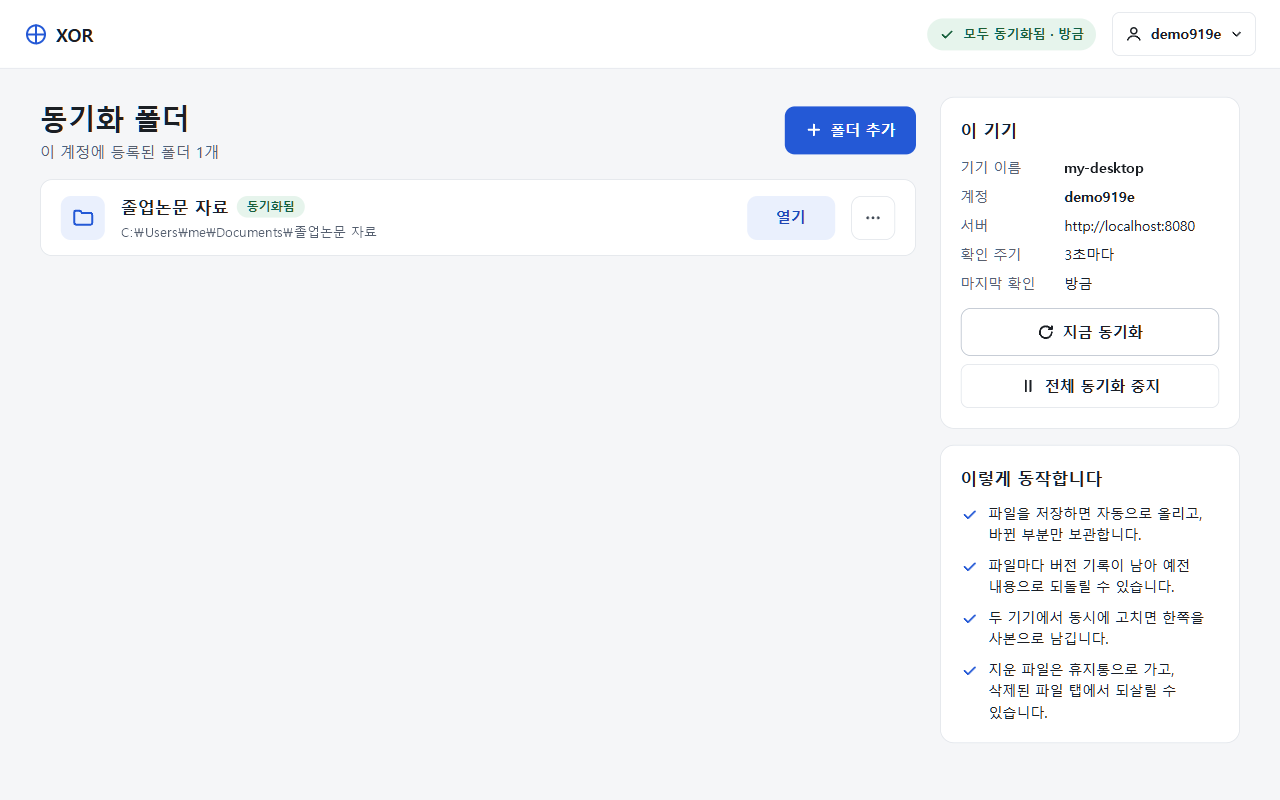 XOR
모두 동기화됨 · 방금
demo919e
동기화 폴더
이 계정에 등록된 폴더 1개
폴더 추가
졸업논문 자료
동기화됨
C:₩Users₩me₩Documents₩졸업논문 자료
열기
이 기기
기기 이름 my-desktop
계정 demo919e
서버 http://localhost:8080
확인 주기 3초마다
마지막 확인 방금
지금 동기화
전체 동기화 중지
이렇게 동작합니다
파일을 저장하면 자동으로 올리고,
바뀐 부분만 보관합니다.
파일마다 버전 기록이 남아 예전
내용으로 되돌릴 수 있습니다.
두 기기에서 동시에 고치면 한쪽을
사본으로 남깁니다.
지운 파일은 휴지통으로 가고,
삭제된 파일 탭에서 되살릴 수
있습니다.